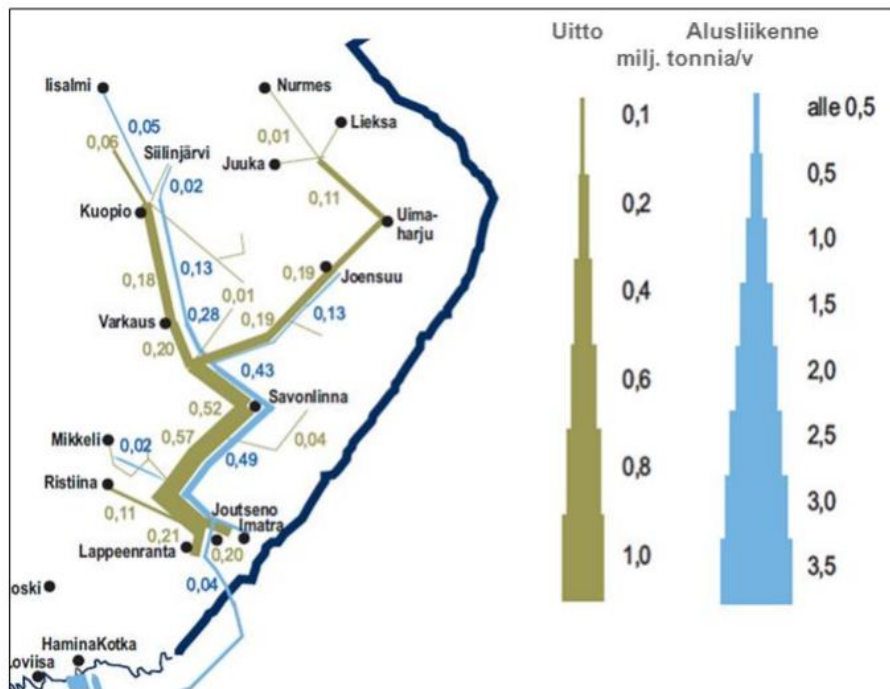 Uitto Alusliikenne
milj. tonnia/v
Iisalmi
Nurmes
Lieksa
0,05
0,06
Siilinjärvi
0,01
Juuka
0,02
Kuopio
0,11
Uima-
harju
0,13
0,18
0,19
Joensuu
0,01
0,28
0,19
0,13
Varkaus
0,20
0,43
0,52
Savonlinna
0,57
0,04
Mikkeli
0,02
0,49
Ristiina
0,11
Joutseno
Imatra
0,21
0,20
Lappeenranta
0,04
oski
HaminaKotka
Loviisa
0,1
0,2
0,4
0,6
0,8
1,0
alle 0,5
0,5
1,0
1,5
2,0
2,5
3,0
3,5